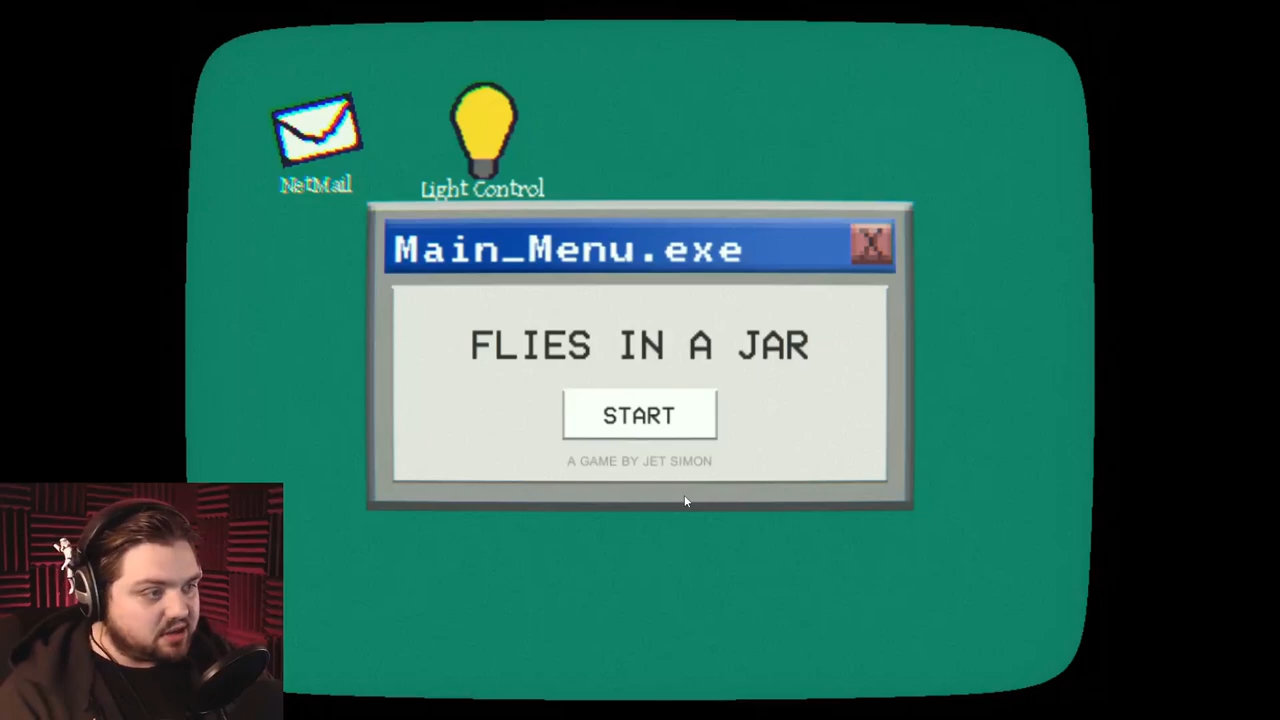 NetMail
Light Control
Main_Menu.exe
X
FLIES IN A JAR
START
A GAME BY JET SIMON